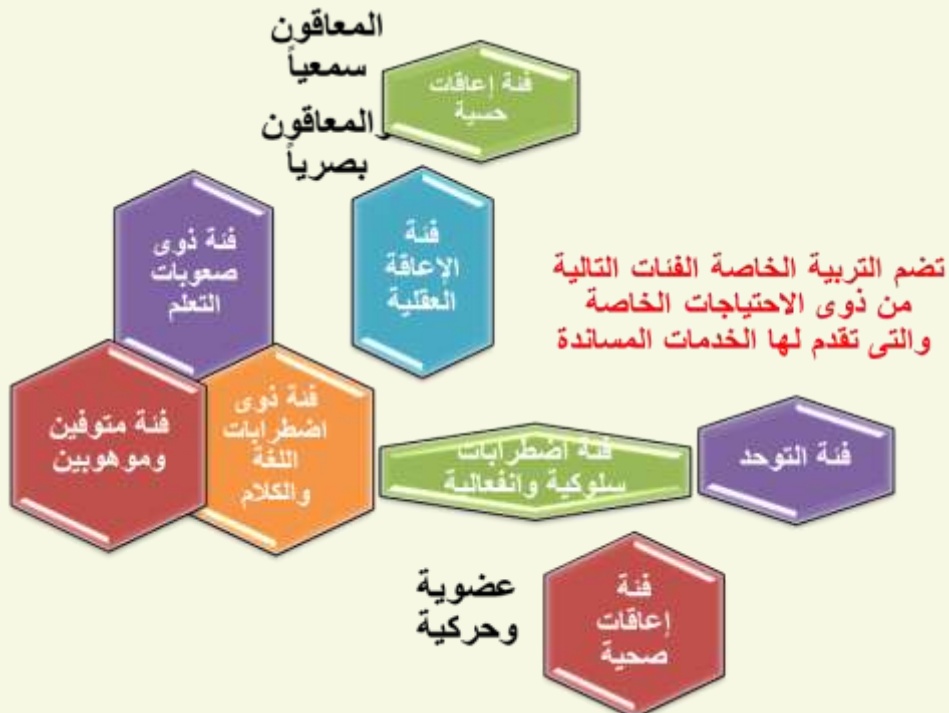 المعاقون
سمعياً
والمعاقون
بصرياً
فئة إعاقات
حسية
فئة ذوى
صعوبات
التعلم
فئة
الإعاقة
العقلية
تضم التربية الخاصة الفئات التالية
من ذوى الاحتياجات الخاصة
والتى تقدم لها الخدمات المساندة
فئة متوفين
وموهوبين
فئة ذوى
اضطرابات
اللغة
والكلام
فئة اضطرابات
سلوكية وانفعالية
فئة التوحد
عضوية
وحركية
فئة
إعاقات
صحية